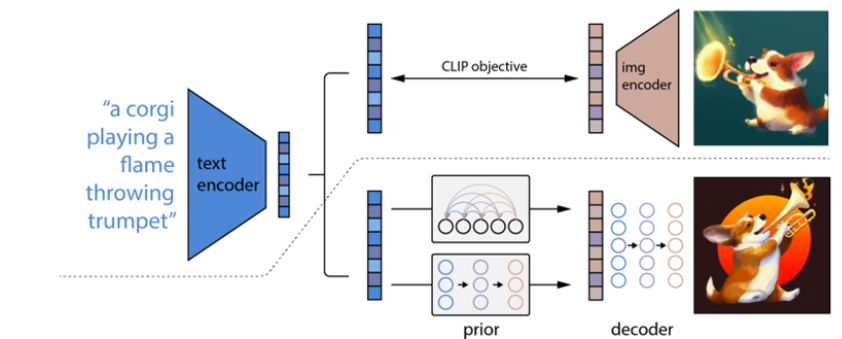 “a corgi
playing a
flame
throwing
trumpet”
text
encoder
CLIP objective
img
encoder
prior
decoder